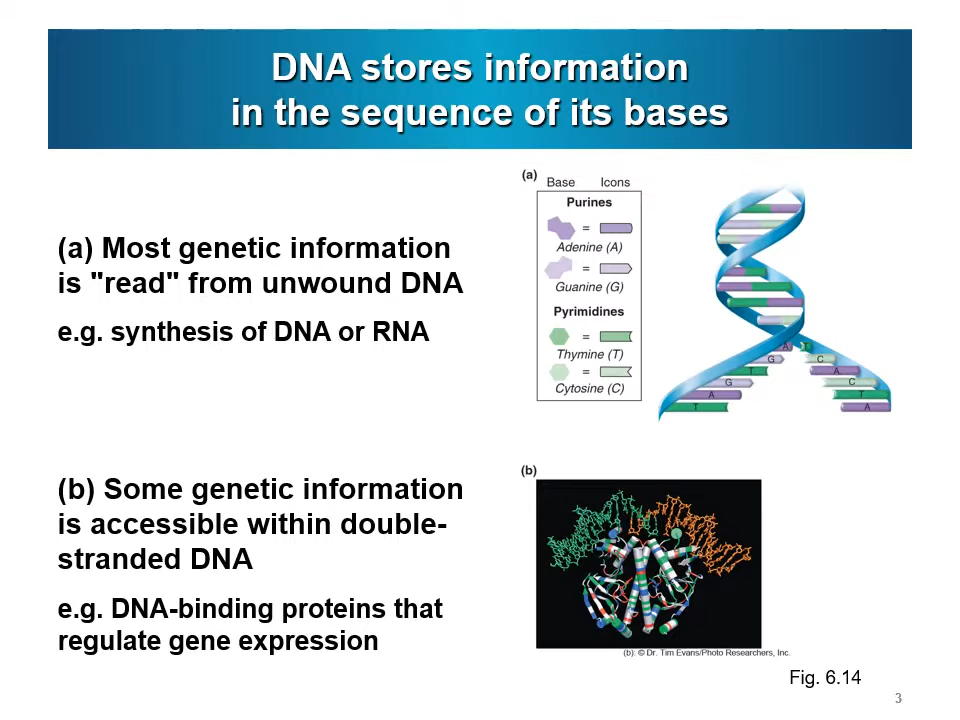 DNA stores information
in the sequence of its bases
(a) Most genetic information
is "read" from unwound DNA
e.g. synthesis of DNA or RNA
(a)
Base Icons
Purines
=
Adenine (A)
=
Guanine (G)
Pyrimidines
=
Thymine (T)
=
Cytosine (C)
A T
G C
T A
G C
A T
T A
(b) Some genetic information
is accessible within double-
stranded DNA
e.g. DNA-binding proteins that
regulate gene expression
(b)
(b): © Dr. Tim Evans/Photo Researchers, Inc.
Fig. 6.14
3